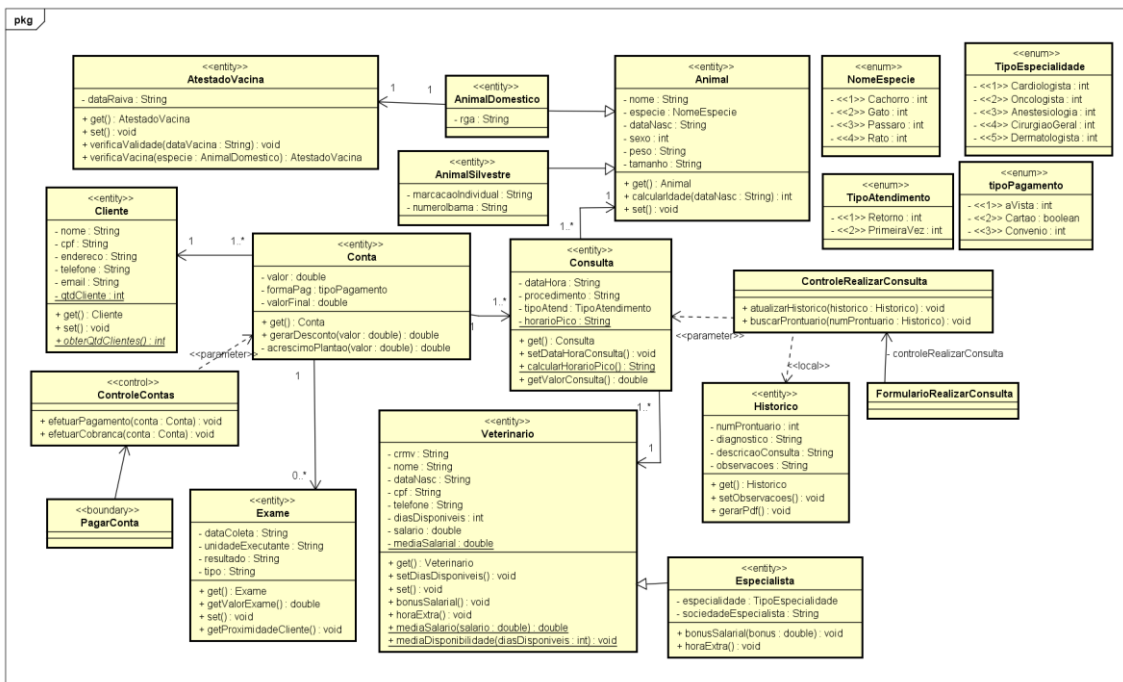 pkg
<<entity>>
AtestadoVacina
- dataRaiva : String
+ get() : AtestadoVacina
+ set() : void
+ verificaValidade(dataVacina : String) : void
+ verificaVacina(especie : AnimalDomestico) : AtestadoVacina
1
1
<<entity>>
AnimalDomestico
- rga : String
<<entity>>
AnimalSilvestre
- marcacaoIndividual : String
- numeroIbama : String
<<entity>>
Animal
- nome : String
- especie : NomeEspecie
- dataNasc : String
- sexo : int
- peso : String
- tamanho : String
+ get() : Animal
+ calcularIdade(dataNasc : String) : int
+ set() : void
<<enum>>
NomeEspecie
- <<1>> Cachorro : int
- <<2>> Gato : int
- <<3>> Passaro : int
- <<4>> Rato : int
<<enum>>
TipoEspecialidade
- <<1>> Cardiologista : int
- <<2>> Oncologista : int
- <<3>> Anestesiologia : int
- <<4>> CirurgiaoGeral : int
- <<5>> Dermatologista : int
<<enum>>
TipoAtendimento
- <<1>> Retorno : int
- <<2>> PrimeiraVez : int
<<enum>>
tipoPagamento
- <<1>> aVista : int
- <<2>> Cartao : boolean
- <<3>> Convenio : int
<<entity>>
Cliente
- nome : String
- cpf : String
- endereco : String
- telefone : String
- email : String
- qtdCliente : int
+ get() : Cliente
+ set() : void
+ obterQtdClientes() : int
1
1..*
<<entity>>
Conta
- valor : double
- formaPag : tipoPagamento
- valorFinal : double
+ get() : Conta
+ gerarDesconto(valor : double) : double
- acrescimoPlantao(valor : double) : double
1
1..*
1
1..*
<<entity>>
Consulta
- dataHora : String
- procedimento : String
- tipoAtend : TipoAtendimento
- horarioPico : String
+ get() : Consulta
+ setDataHoraConsulta() : void
+ calcularHorarioPico() : String
+ getValorConsulta() : double
<<parameter>>
ControleRealizarConsulta
+ atualizarHistorico(historico : Historico) : void
+ buscarProntuario(numProntuario : Historico) : void
- controleRealizarConsulta
<<local>>
FormularioRealizarConsulta
<<parameter>>
<<control>>
ControleContas
+ efetuarPagamento(conta : Conta) : void
+ efetuarCobranca(conta : Conta) : void
<<boundary>>
PagarConta
1
0..*
<<entity>>
Exame
- dataColeta : String
- unidadeExecutante : String
- resultado : String
- tipo : String
+ get() : Exame
+ getValorExame() : double
+ set() : void
+ getProximidadeCliente() : void
1..*
1
<<entity>>
Veterinario
- crmv : String
- nome : String
- dataNasc : String
- cpf : String
- telefone : String
- diasDisponiveis : int
- salario : double
- mediaSalarial : double
+ get() : Veterinario
+ setDiasDisponiveis() : void
+ set() : void
+ bonusSalarial() : void
+ horaExtra() : void
+ mediaSalario(salario : double) : double
+ mediaDisponibilidade(diasDisponiveis : int) : void
<<entity>>
Historico
- numProntuario : int
- diagnostico : String
- descricaoConsulta : String
- observacoes : String
+ get() : Historico
+ setObservacoes() : void
+ gerarPdf() : void
<<entity>>
Especialista
- especialidade : TipoEspecialidade
- sociedadeEspecialista : String
+ bonusSalarial(bonus : double) : void
+ horaExtra() : void